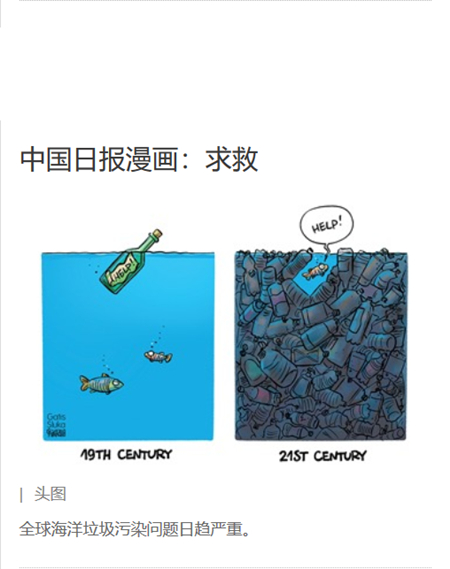 中国日报漫画：求救
HELP!
HELP!
Gatis
Sluka
19TH CENTURY
21ST CENTURY
| 头图
全球海洋垃圾污染问题日趋严重。